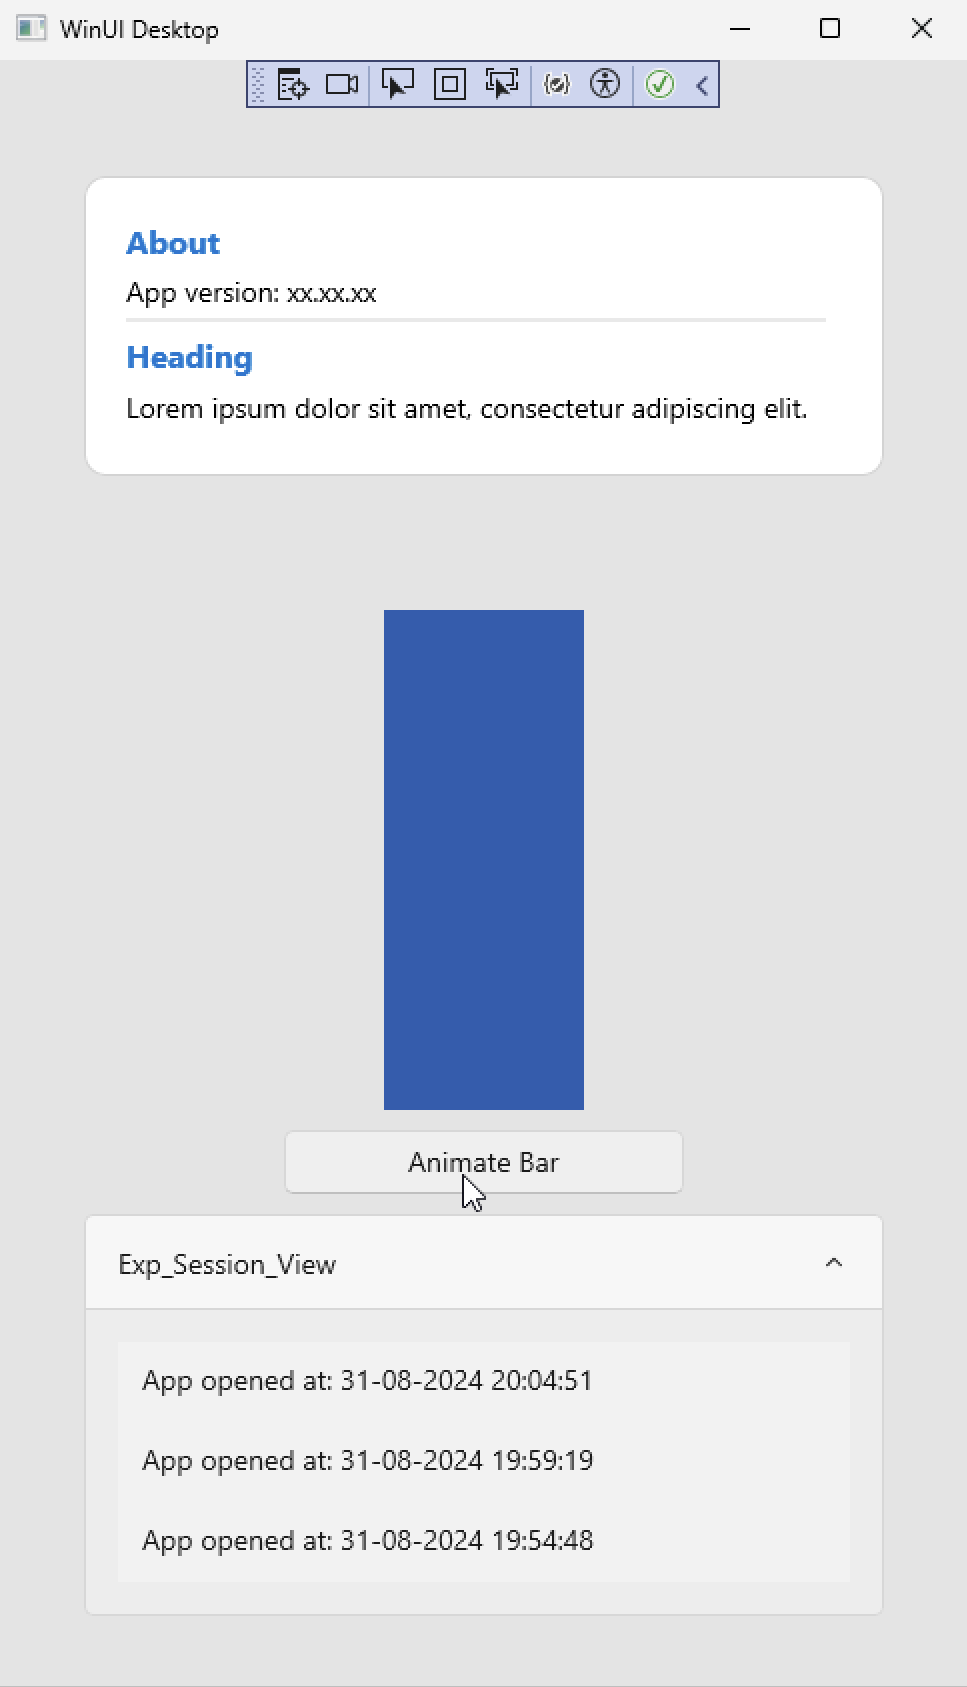 WinUI Desktop
About
App version: xx.xx.xx
Heading
Lorem ipsum dolor sit amet, consectetur adipiscing elit.
Animate Bar
Exp_Session_View
App opened at: 31-08-2024 20:04:51
App opened at: 31-08-2024 19:59:19
App opened at: 31-08-2024 19:54:48